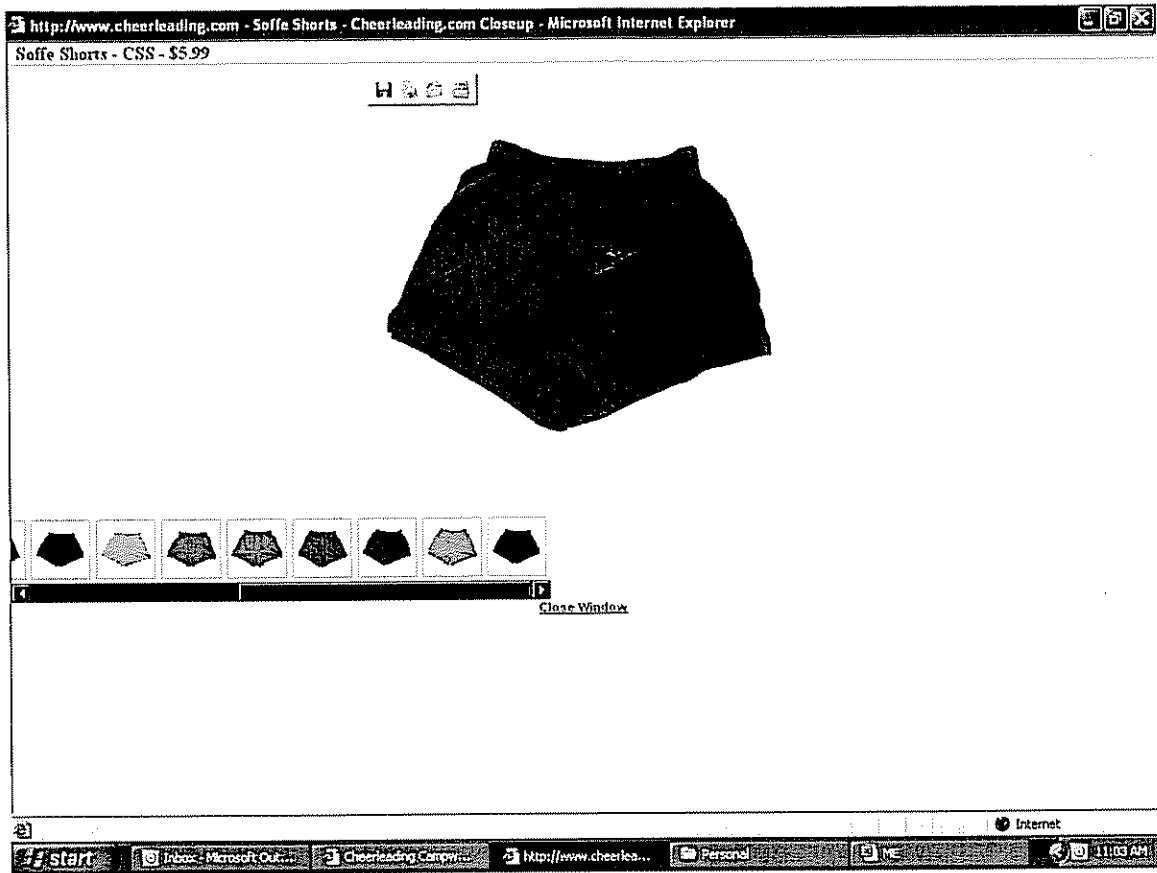 http://www.cheerleading.com - Soffe Shorts - Cheerleading.com Closeup - Microsoft Internet Explorer
Soffe Shorts - CSS - $5.99
Close Window
Internet
start
Inbox - Microsoft Out...
Cheerleading Campw...
http://www.cheerlea...
Personal
ME
11:03 AM